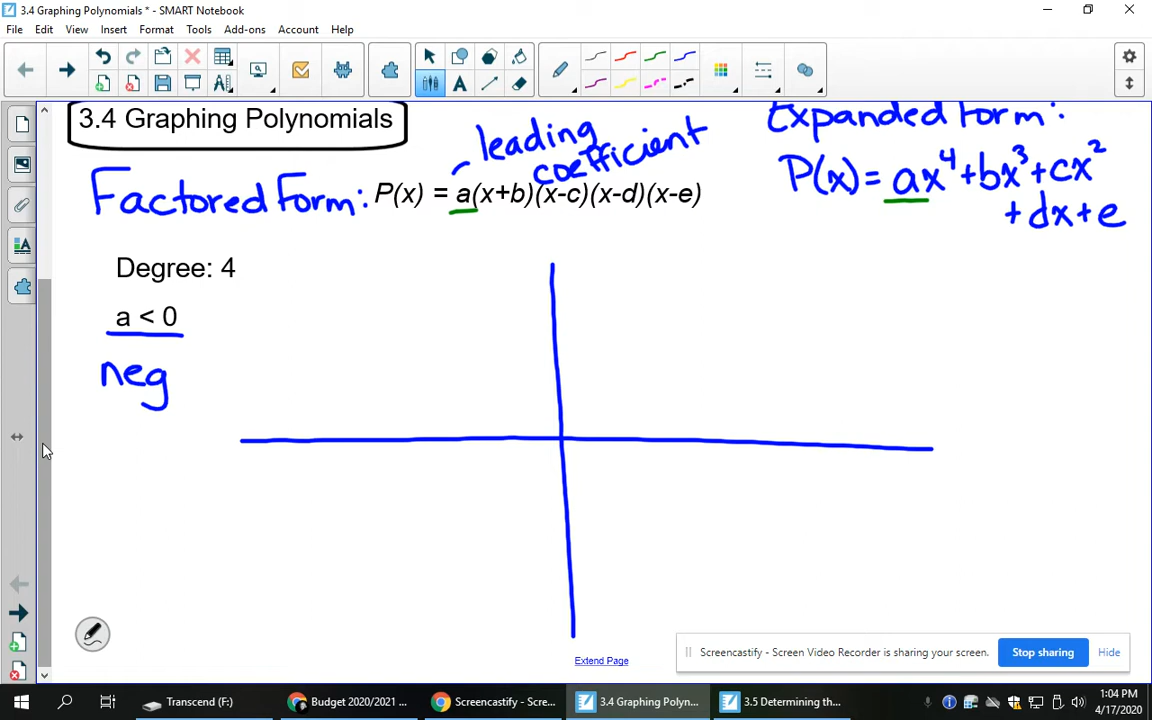 3.4 Graphing Polynomials * - SMART Notebook
File Edit View Insert Format Tools Add-ons Account Help
3.4 Graphing Polynomials
leading
coefficient
Expanded Form:
Factored Form: P(x) = a(x+b)(x-c)(x-d)(x-e)
P(x) = ax⁴+bx³+cx²
+dx+e
Degree: 4
a < 0
neg
Extend Page
Screencastify - Screen Video Recorder is sharing your screen. Stop sharing Hide
Transcend (F:) Budget 2020/2021 ... Screencastify - Scre... 3.4 Graphing Polyn... 3.5 Determining th...
1:04 PM
4/17/2020